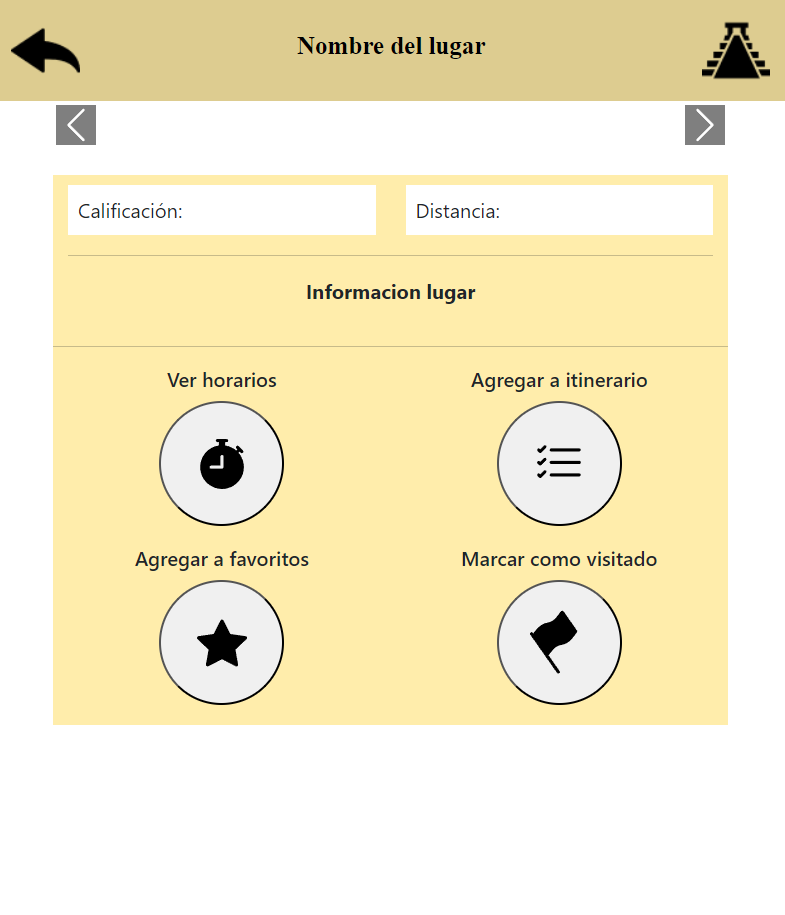 Nombre del lugar
Calificación:
Distancia:
Informacion lugar
Ver horarios
Agregar a itinerario
Agregar a favoritos
Marcar como visitado